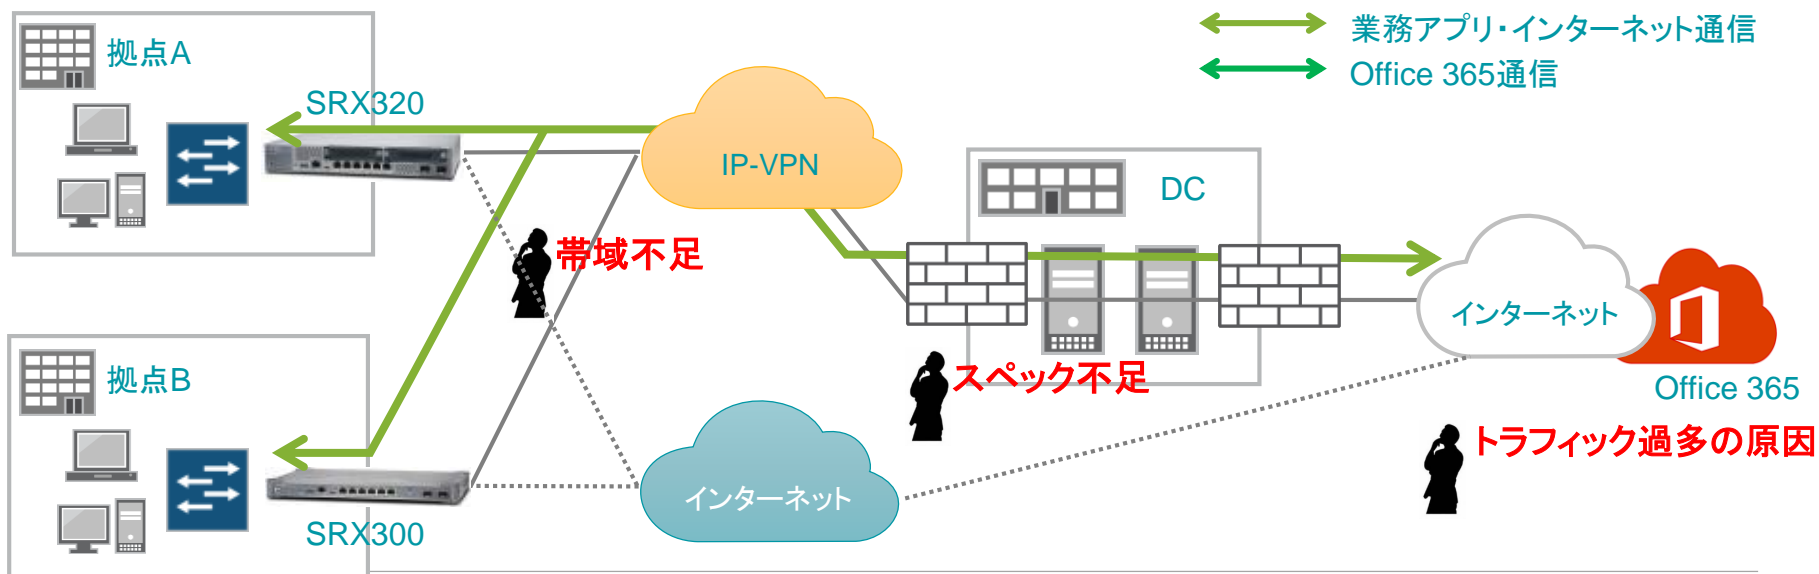 業務アプリ・インターネット通信
Office 365通信
拠点A
SRX320
IP-VPN
DC
帯域不足
インターネット
Office 365
スペック不足
拠点B
トラフィック過多の原因
インターネット
SRX300